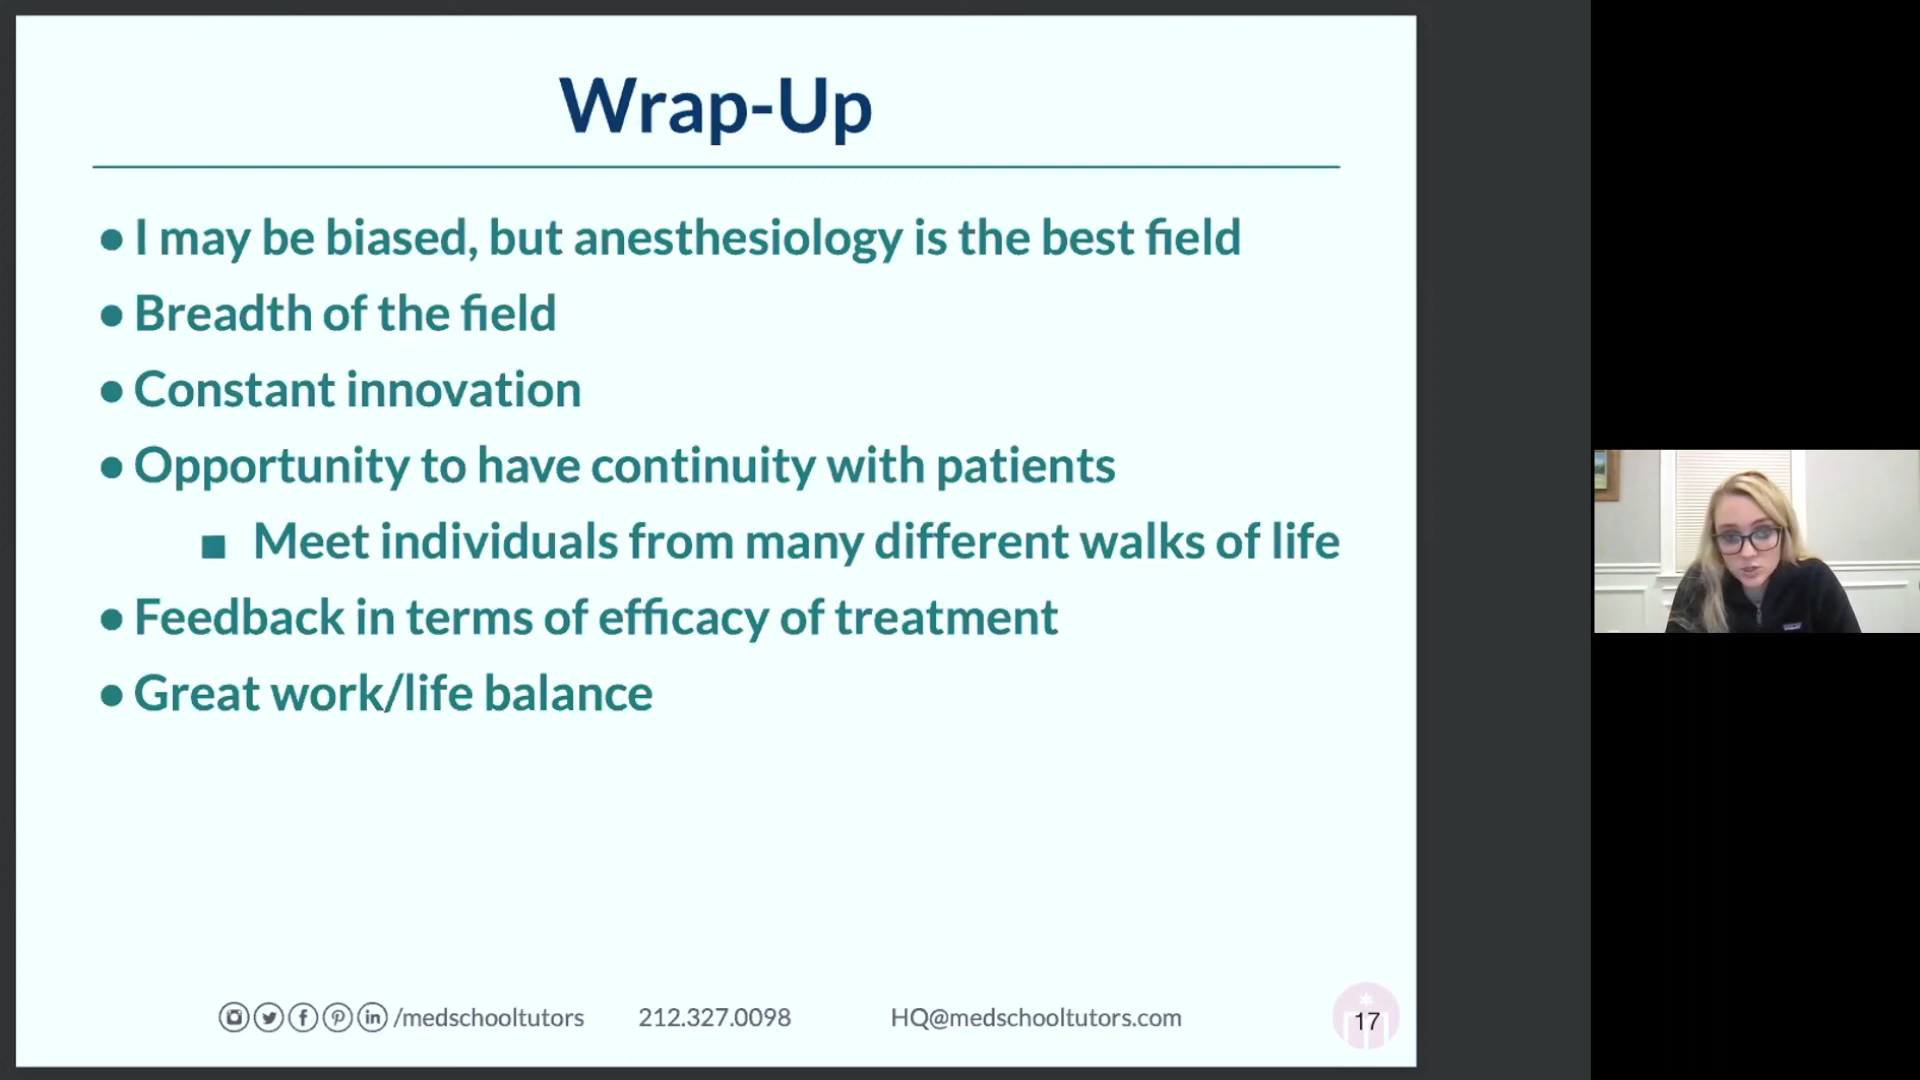 Wrap-Up
● I may be biased, but anesthesiology is the best field
● Breadth of the field
● Constant innovation
● Opportunity to have continuity with patients
■ Meet individuals from many different walks of life
● Feedback in terms of efficacy of treatment
● Great work/life balance
/medschooltutors 212.327.0098 HQ@medschooltutors.com 17